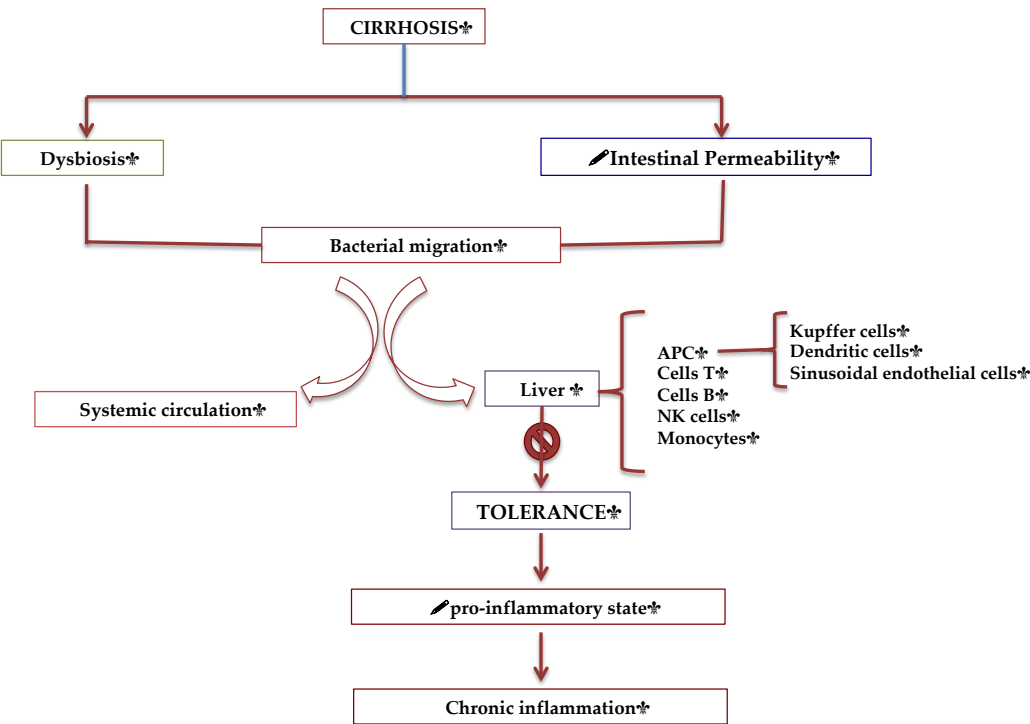 CIRRHOSIS⚜
Dysbiosis⚜
🖋Intestinal Permeability⚜
Bacterial migration⚜
Systemic circulation⚜
Liver ⚜
APC⚜
Cells T⚜
Cells B⚜
NK cells⚜
Monocytes⚜
Kupffer cells⚜
Dendritic cells⚜
Sinusoidal endothelial cells⚜
TOLERANCE⚜
🖋pro-inflammatory state⚜
Chronic inflammation⚜